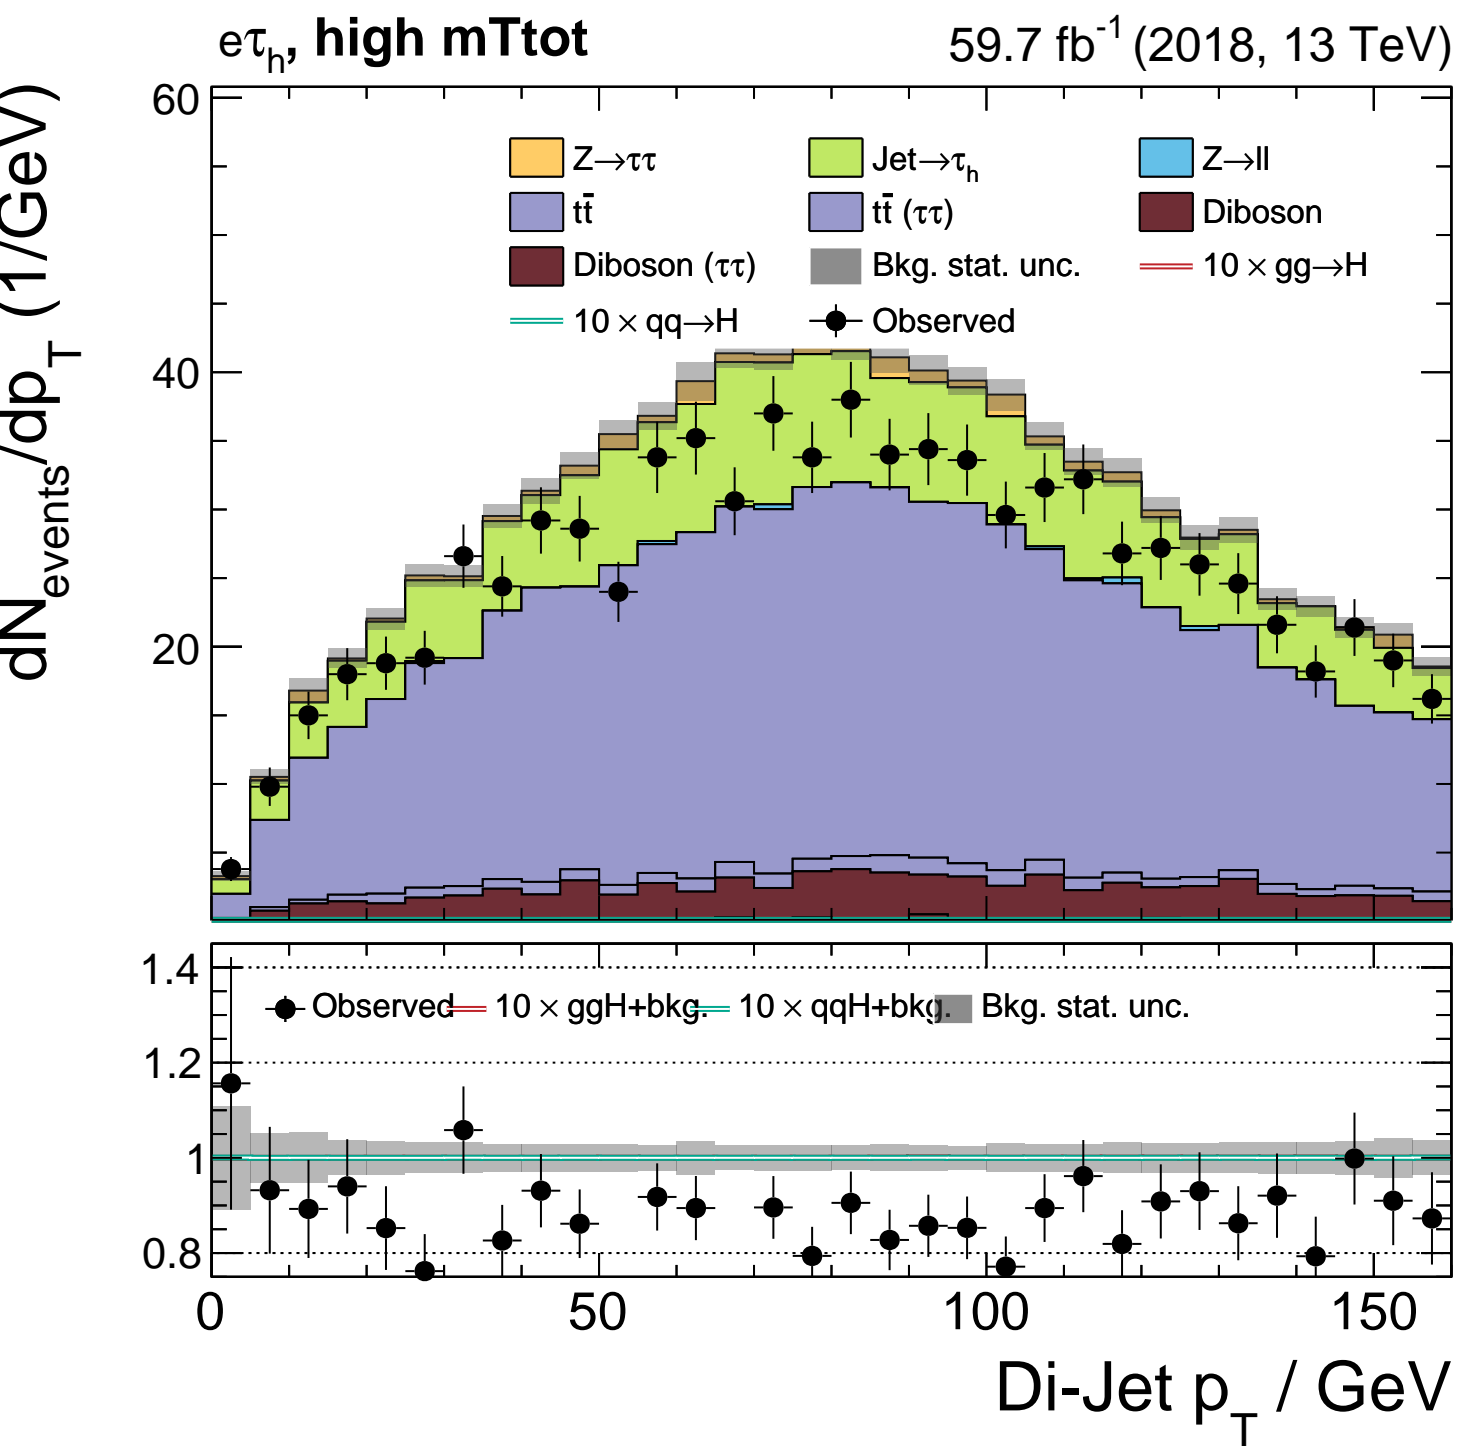 eτh, high mTtot
59.7 fb-1 (2018, 13 TeV)
dNevents/dpT (1/GeV)
60
40
20
Z→ττ Jet→τh Z→ll
tt̄ tt̄ (ττ) Diboson
Diboson (ττ) Bkg. stat. unc. 10 × gg→H
10 × qq→H Observed
1.4
1.2
1
0.8
Observed 10 × ggH+bkg. 10 × qqH+bkg. Bkg. stat. unc.
0 50 100 150
Di-Jet pT / GeV